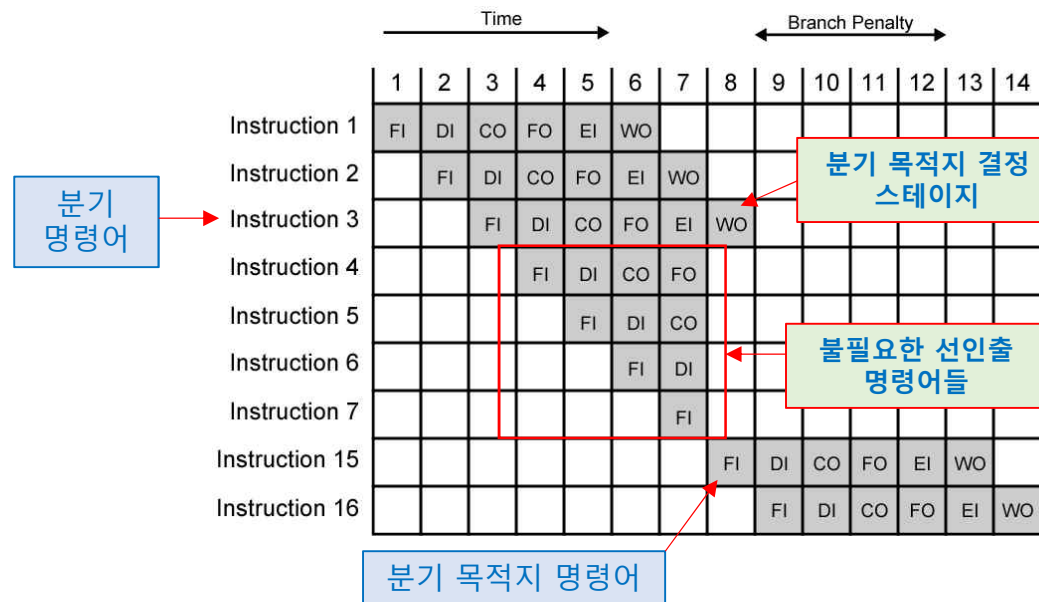 Time
Branch Penalty
1 2 3 4 5 6 7 8 9 10 11 12 13 14
Instruction 1 FI DI CO FO EI WO
Instruction 2 FI DI CO FO EI WO
분기 목적지 결정
스테이지
분기
명령어
Instruction 3 FI DI CO FO EI WO
Instruction 4 FI DI CO FO
Instruction 5 FI DI CO
불필요한 선인출
명령어들
Instruction 6 FI DI
Instruction 7 FI
Instruction 15 FI DI CO FO EI WO
Instruction 16 FI DI CO FO EI WO
분기 목적지 명령어